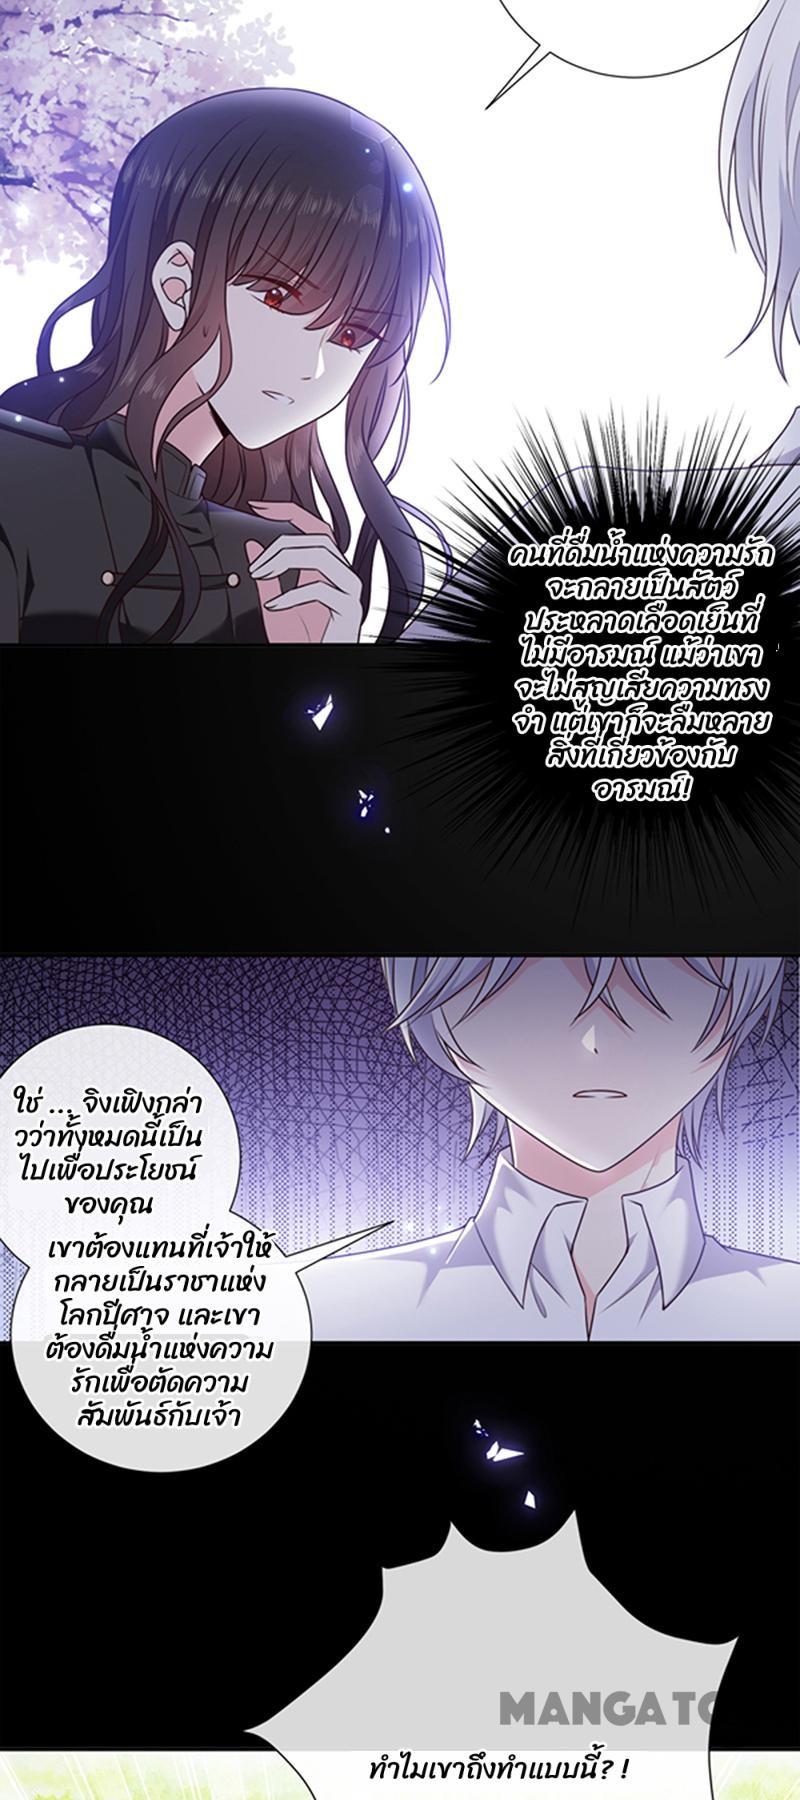 คนที่ดื่มน้ำแห่งความรัก
จะกลายเป็นสัตว์
ประหลาดเลือดเย็นที่
ไม่มีอารมณ์ แม้ว่าเขา
จะไม่สูญเสียความทรง
จำ แต่เขาก็จะลืมหลาย
สิ่งที่เกี่ยวข้องกับ
อารมณ์!
ใช่ ... จิงเฟิงกล่า
วว่าทั้งหมดนี้เป็น
ไปเพื่อประโยชน์
ของคุณ
เขาต้องแทนที่เจ้าให้
กลายเป็นราชาแห่ง
โลกปีศาจ และเขา
ต้องดื่มน้ำแห่งความ
รักเพื่อตัดความ
สัมพันธ์กับเจ้า
MANGATO
ทำไมเขาถึงทำแบบนี้?!